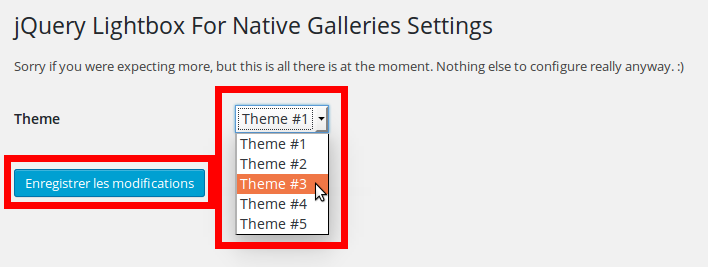 jQuery Lightbox For Native Galleries Settings
Sorry if you were expecting more, but this is all there is at the moment. Nothing else to configure really anyway. :)
Theme
Theme #1
Theme #1
Theme #2
Theme #3
Theme #4
Theme #5
Enregistrer les modifications